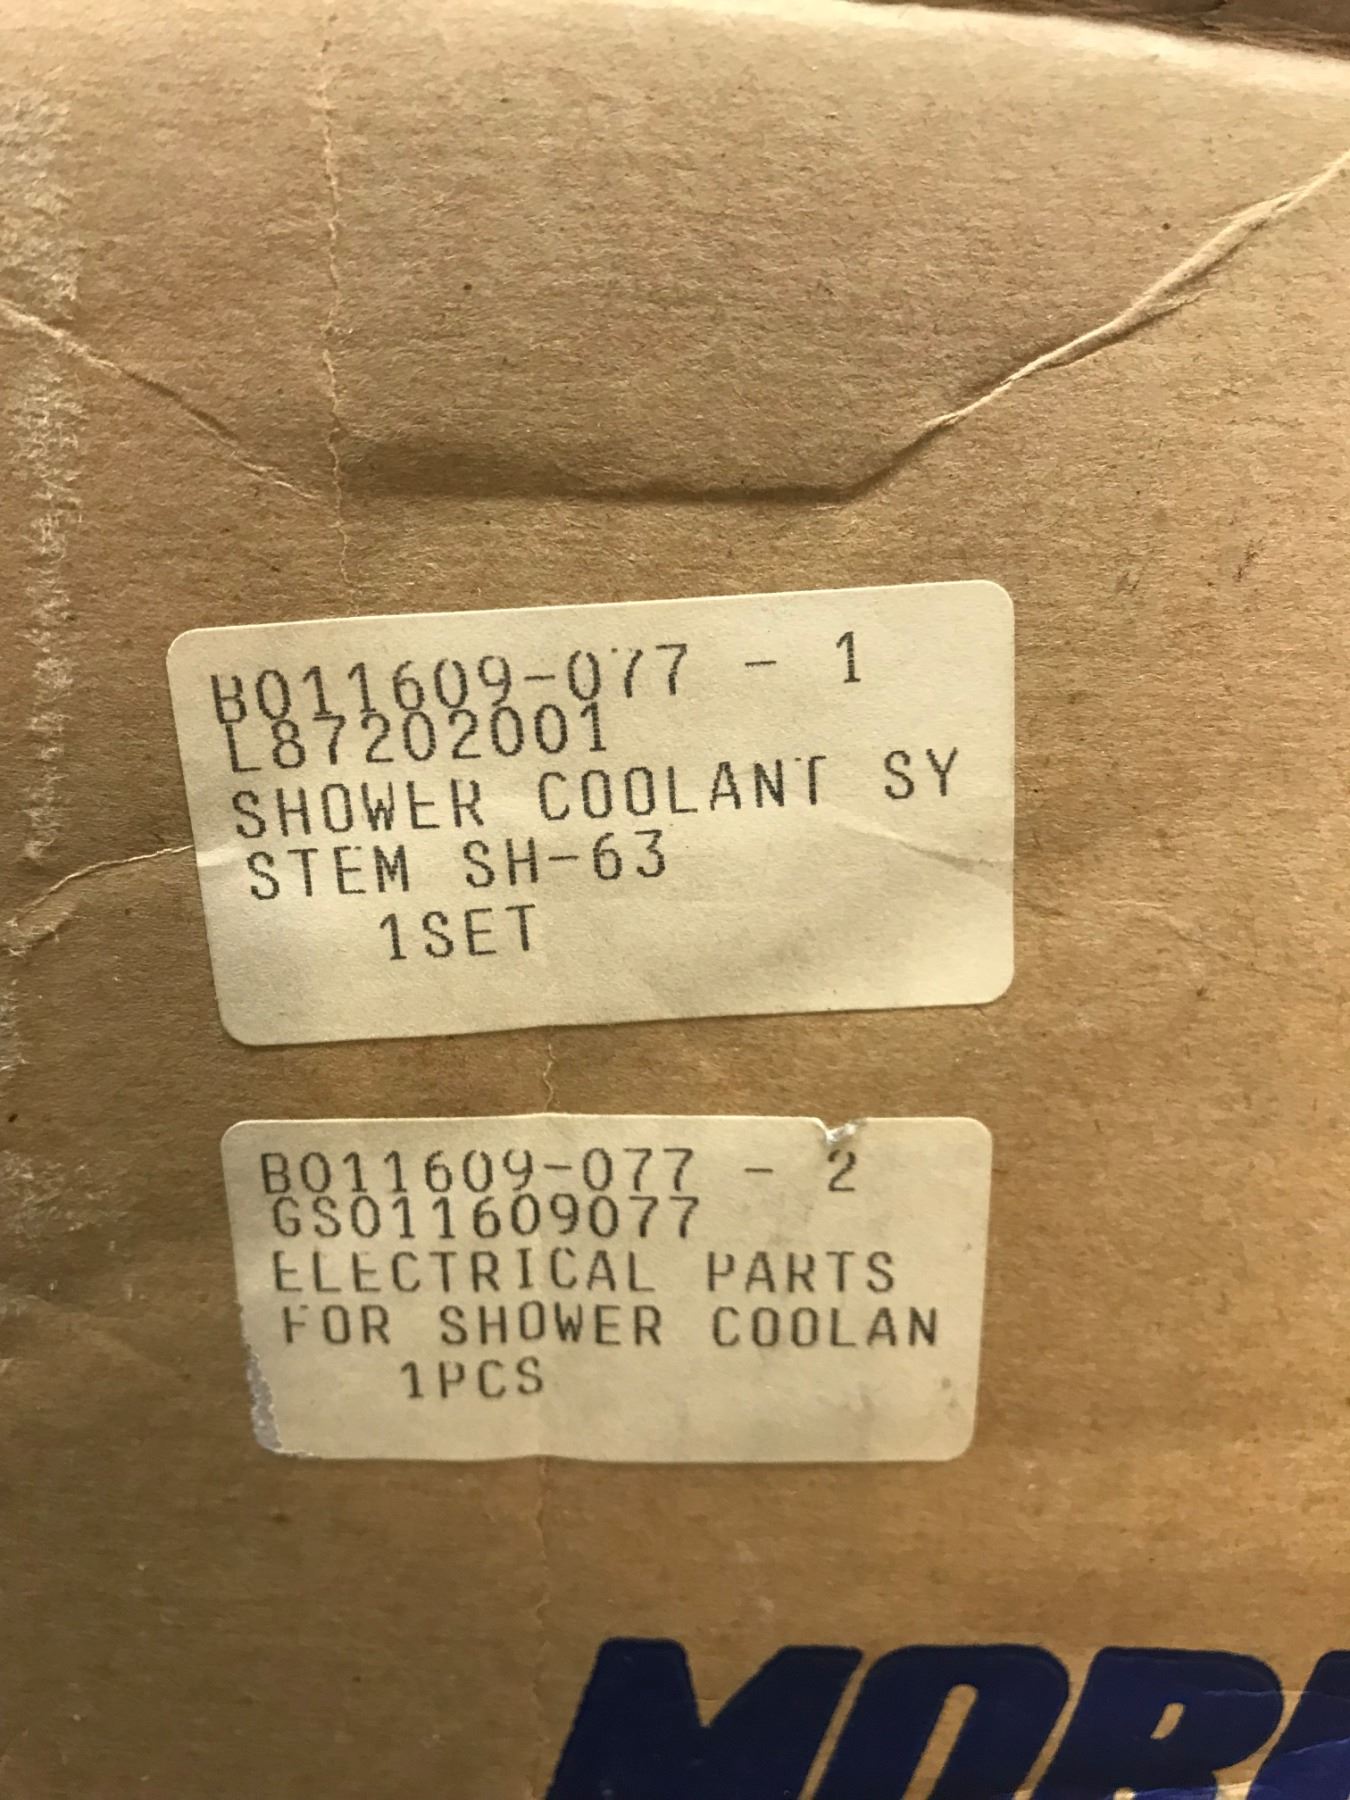 B011609-077 - 1
L87202001
SHOWER COOLANT SY
STEM SH-63
1SET
B011609-077 - 2
GS011609077
ELECTRICAL PARTS
FOR SHOWER COOLAN
1PCS